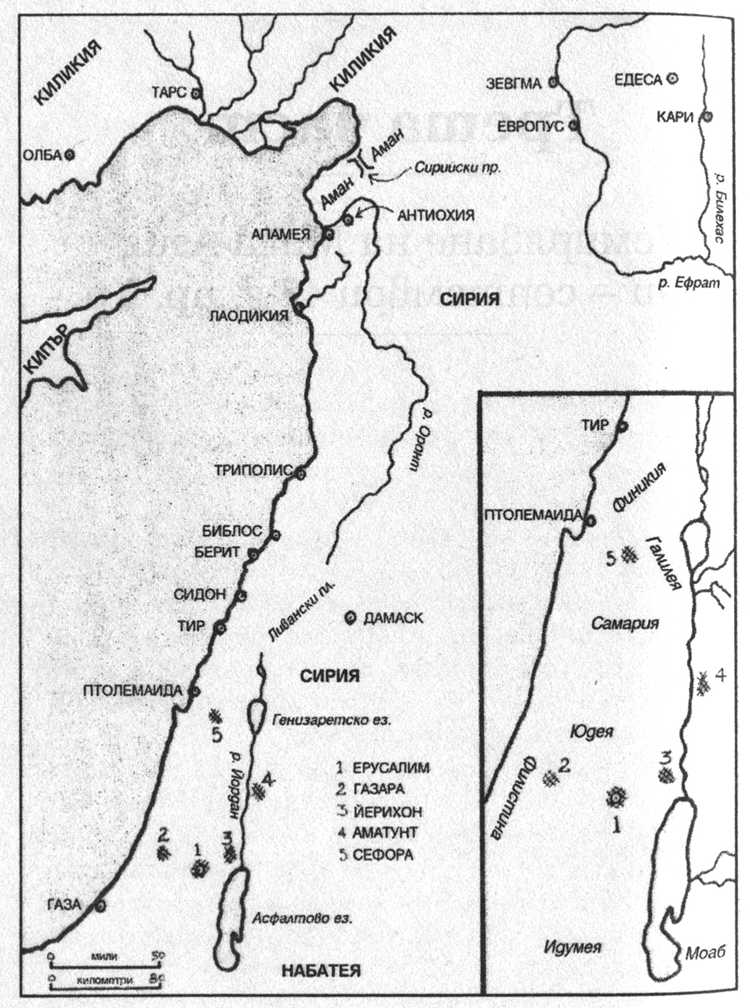 КИЛИКИЯ
КИЛИКИЯ
ТАРС
ОЛБА
Аман
Аман
Сирийски пр.
АНТИОХИЯ
АПАМЕЯ
ЛАОДИКИЯ
СИРИЯ
КИПЪР
р. Оронт
ЗЕВГМА
ЕДЕСА
ЕВРОПУС
КАРИ
р. Билехас
р. Ефрат
ТРИПОЛИС
БИБЛОС
БЕРИТ
СИДОН
ТИР
Ливански пл.
ДАМАСК
ПТОЛЕМАИДА
СИРИЯ
5
Генизаретско ез.
р. Йордан
4
2
1
3
ГАЗА
Асфалтово ез.
НАБАТЕЯ
1 ЕРУСАЛИМ
2 ГАЗАРА
3 ЙЕРИХОН
4 АМАТУНТ
5 СЕФОРА
0 мили 50
0 километри 80
ТИР
Финикия
ПТОЛЕМАИДА
5
Галилея
Самария
4
Юдея
2
3
1
Филистина
Идумея
Моаб